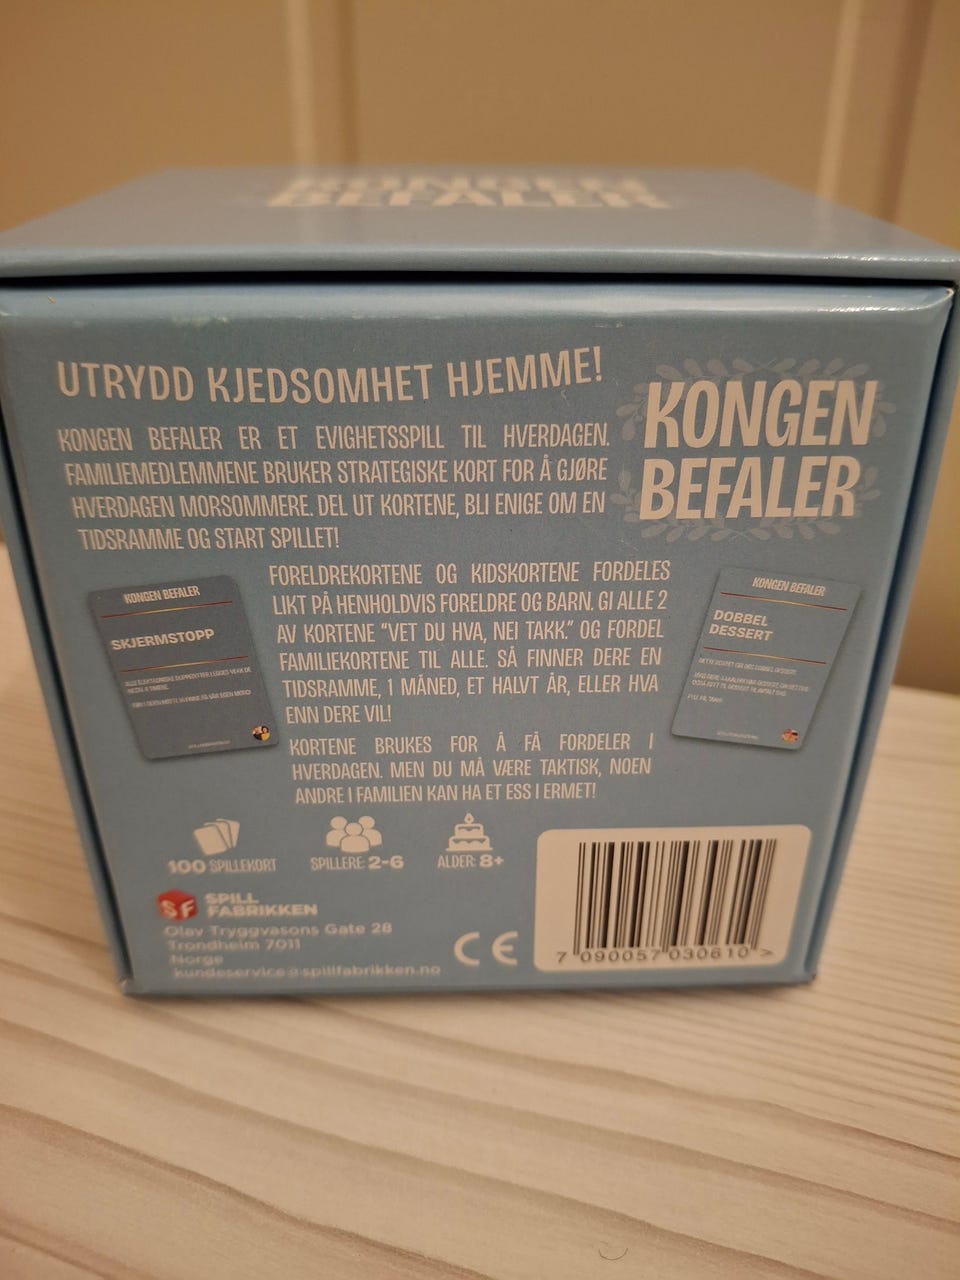 KONGEN
BEFALER
UTRYDD KJEDSOMHET HJEMME!
KONGEN BEFALER ER ET EVIGHETSSPILL TIL HVERDAGEN.
FAMILIEMEDLEMMENE BRUKER STRATEGISKE KORT FOR Å GJØRE
HVERDAGEN MORSOMMERE. DEL UT KORTENE, BLI ENIGE OM EN
TIDSRAMME OG START SPILLET!
KONGEN
BEFALER
FORELDREKORTENE OG KIDSKORTENE FORDELES
LIKT PÅ HENHOLDVIS FORELDRE OG BARN. GI ALLE 2
AV KORTENE "VET DU HVA, NEI TAKK." OG FORDEL
FAMILIEKORTENE TIL ALLE. SÅ FINNER DERE EN
TIDSRAMME, 1 MÅNED, ET HALVT ÅR, ELLER HVA
ENN DERE VIL!
KORTENE BRUKES FOR Å FÅ FORDELER I
HVERDAGEN. MEN DU MÅ VÆRE TAKTISK, NOEN
ANDRE I FAMILIEN KAN HA ET ESS I ERMET!
KONGEN BEFALER
SKJERMSTOPP
KONGEN BEFALER
DOBBEL
DESSERT
100 SPILLEKORT
SPILLERE: 2-6
ALDER: 8+
SF SPILL
FABRIKKEN
Olav Tryggvasons Gate 28
Trondheim 7011
Norge
kundeservice@spillfabrikken.no
CE
7 090057 030610 >